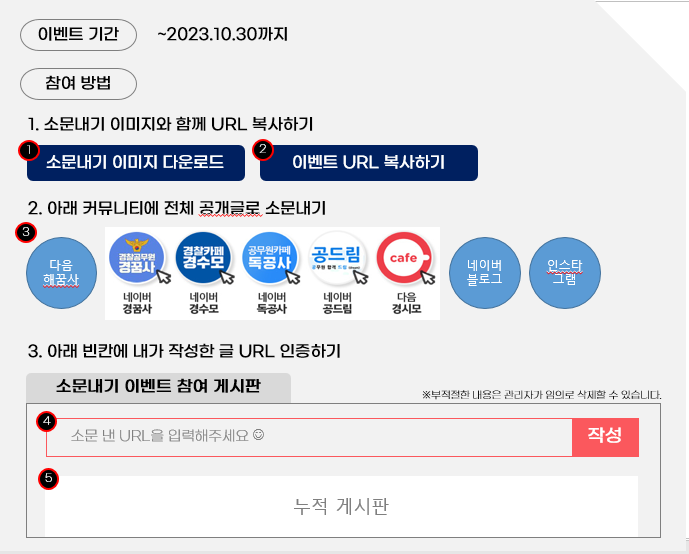 이벤트 기간 ~2023.10.30까지
참여 방법
1. 소문내기 이미지와 함께 URL 복사하기
1 소문내기 이미지 다운로드 2 이벤트 URL 복사하기
2. 아래 커뮤니티에 전체 공개글로 소문내기
3
다음
해꿈사
경찰공무원
경꿈사
네이버
경꿈사
경찰카페
경수모
네이버
경수모
공무원카페
독공사
네이버
독공사
공드림
네이버
공드림
cafe
다음
경시모
네이버
블로그
인스타
그램
3. 아래 빈칸에 내가 작성한 글 URL 인증하기
소문내기 이벤트 참여 게시판
※부적절한 내용은 관리자가 임의로 삭제할 수 있습니다.
4 소문 낸 URL을 입력해주세요 ☺ 작성
5
누적 게시판